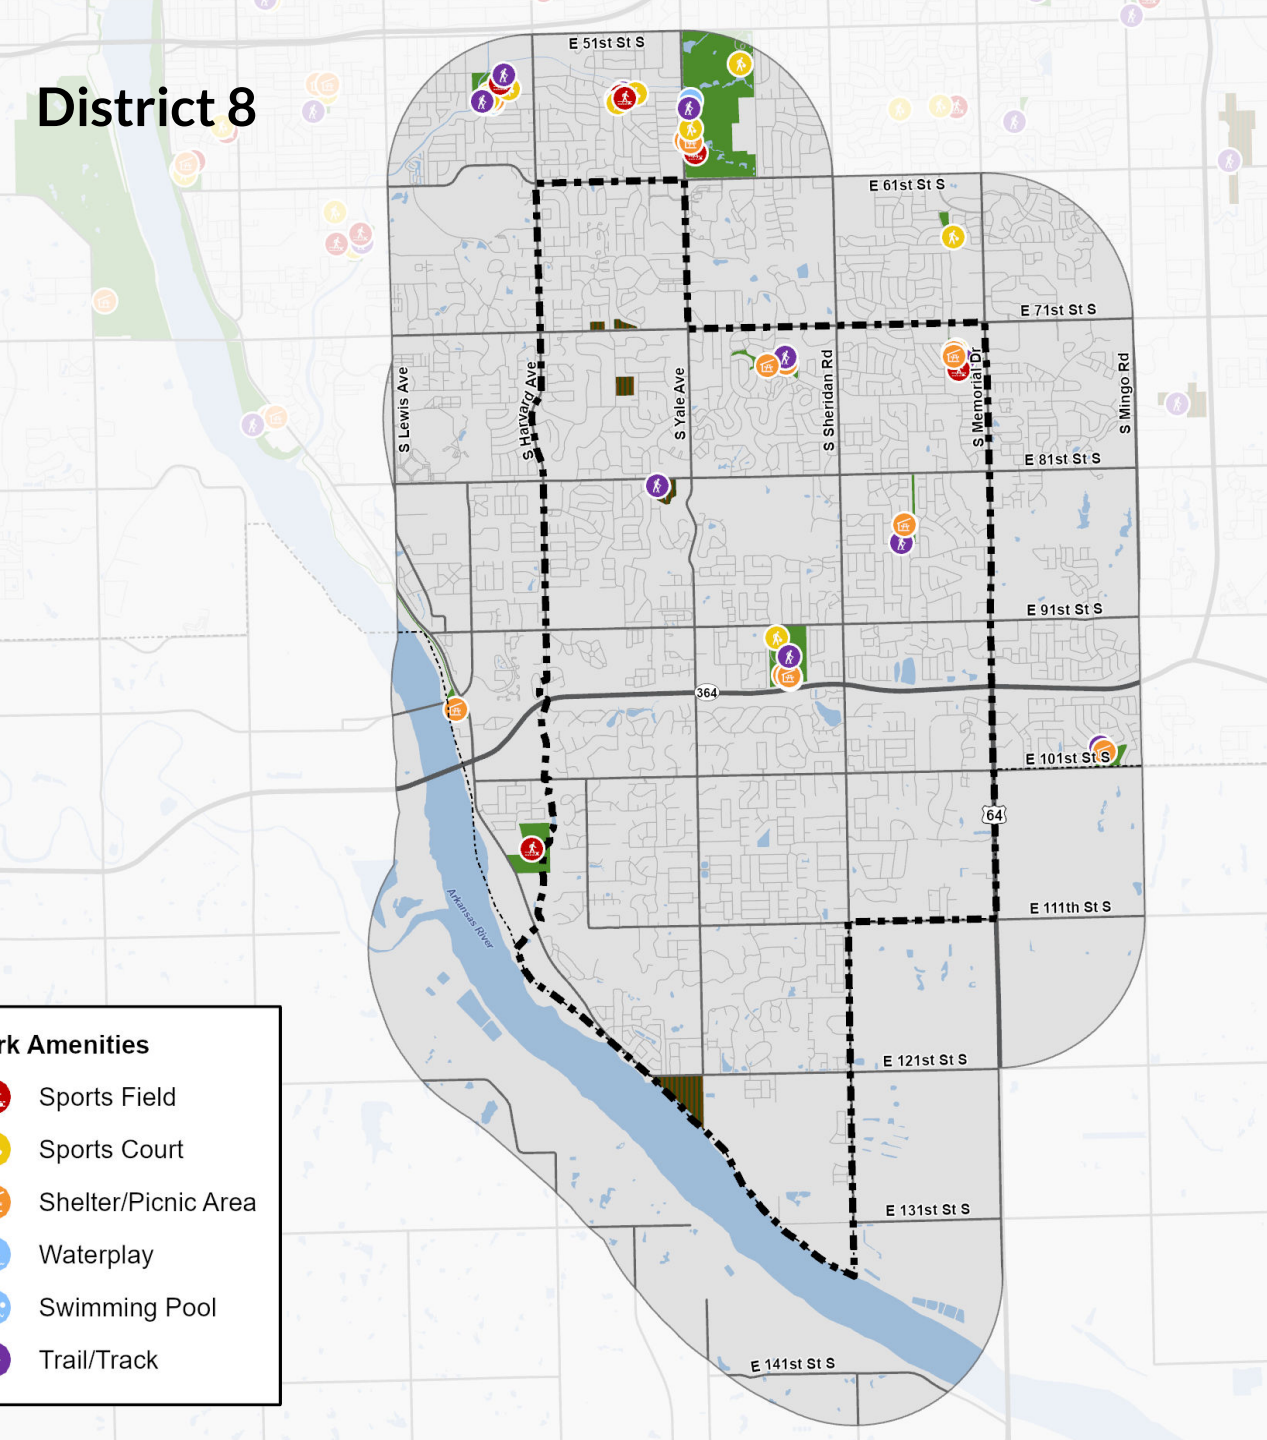 E 51st St S
District 8
E 61st St S
E 71st St S
S Lewis Ave
S Harvard Ave
S Yale Ave
S Sheridan Rd
S Memorial Dr
S Mingo Rd
E 81st St S
E 91st St S
364
E 101st St S
64
Arkansas River
E 111th St S
rk Amenities
Sports Field
Sports Court
Shelter/Picnic Area
Waterplay
Swimming Pool
Trail/Track
E 121st St S
E 131st St S
E 141st St S